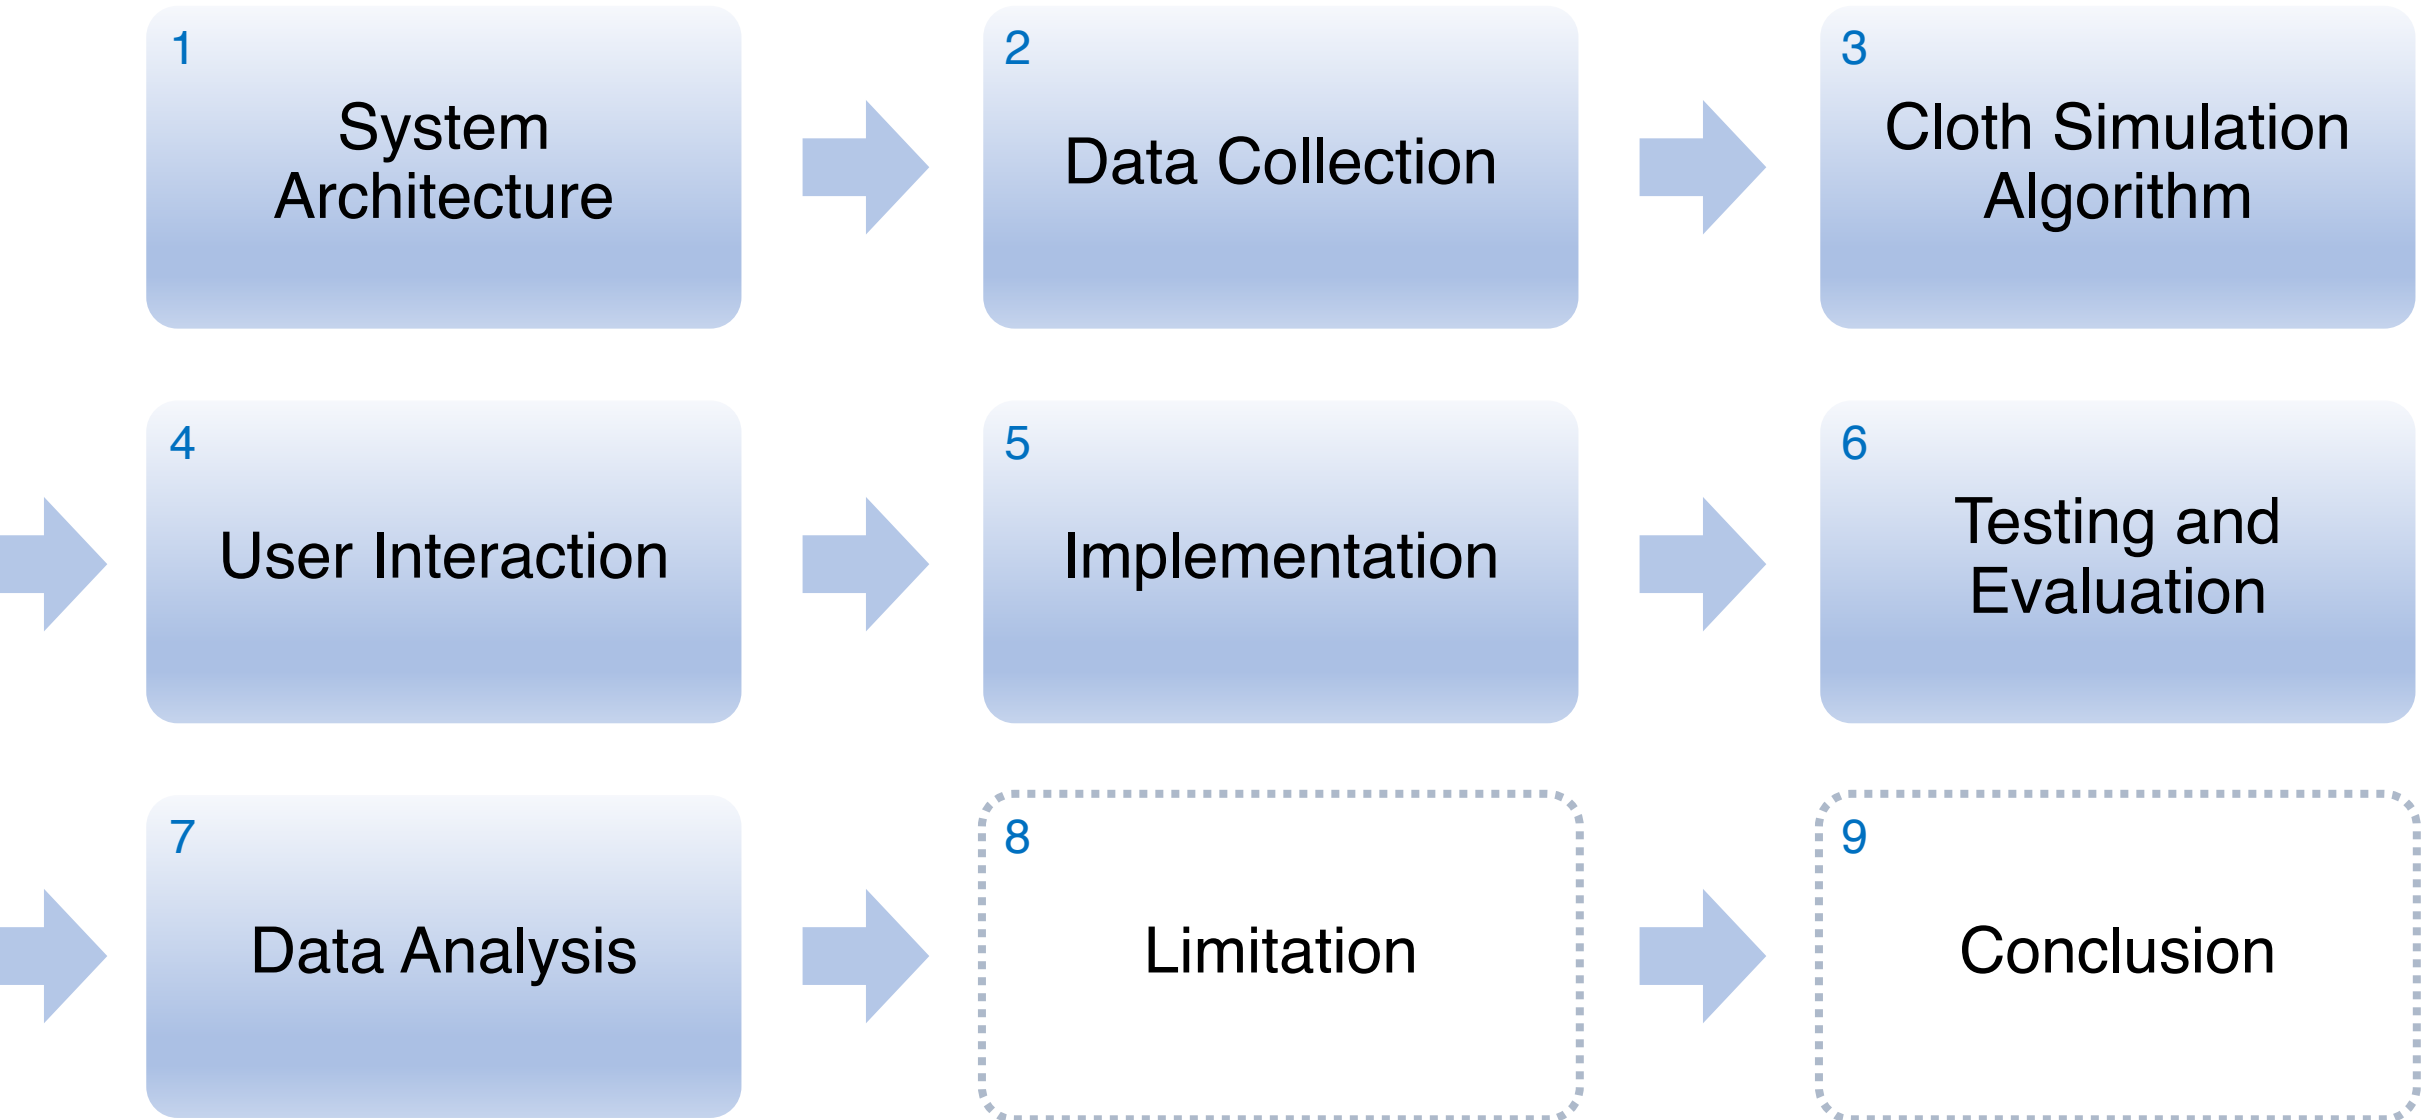 1
System
Architecture
2
Data Collection
3
Cloth Simulation
Algorithm
4
User Interaction
5
Implementation
6
Testing and
Evaluation
7
Data Analysis
8
Limitation
9
Conclusion